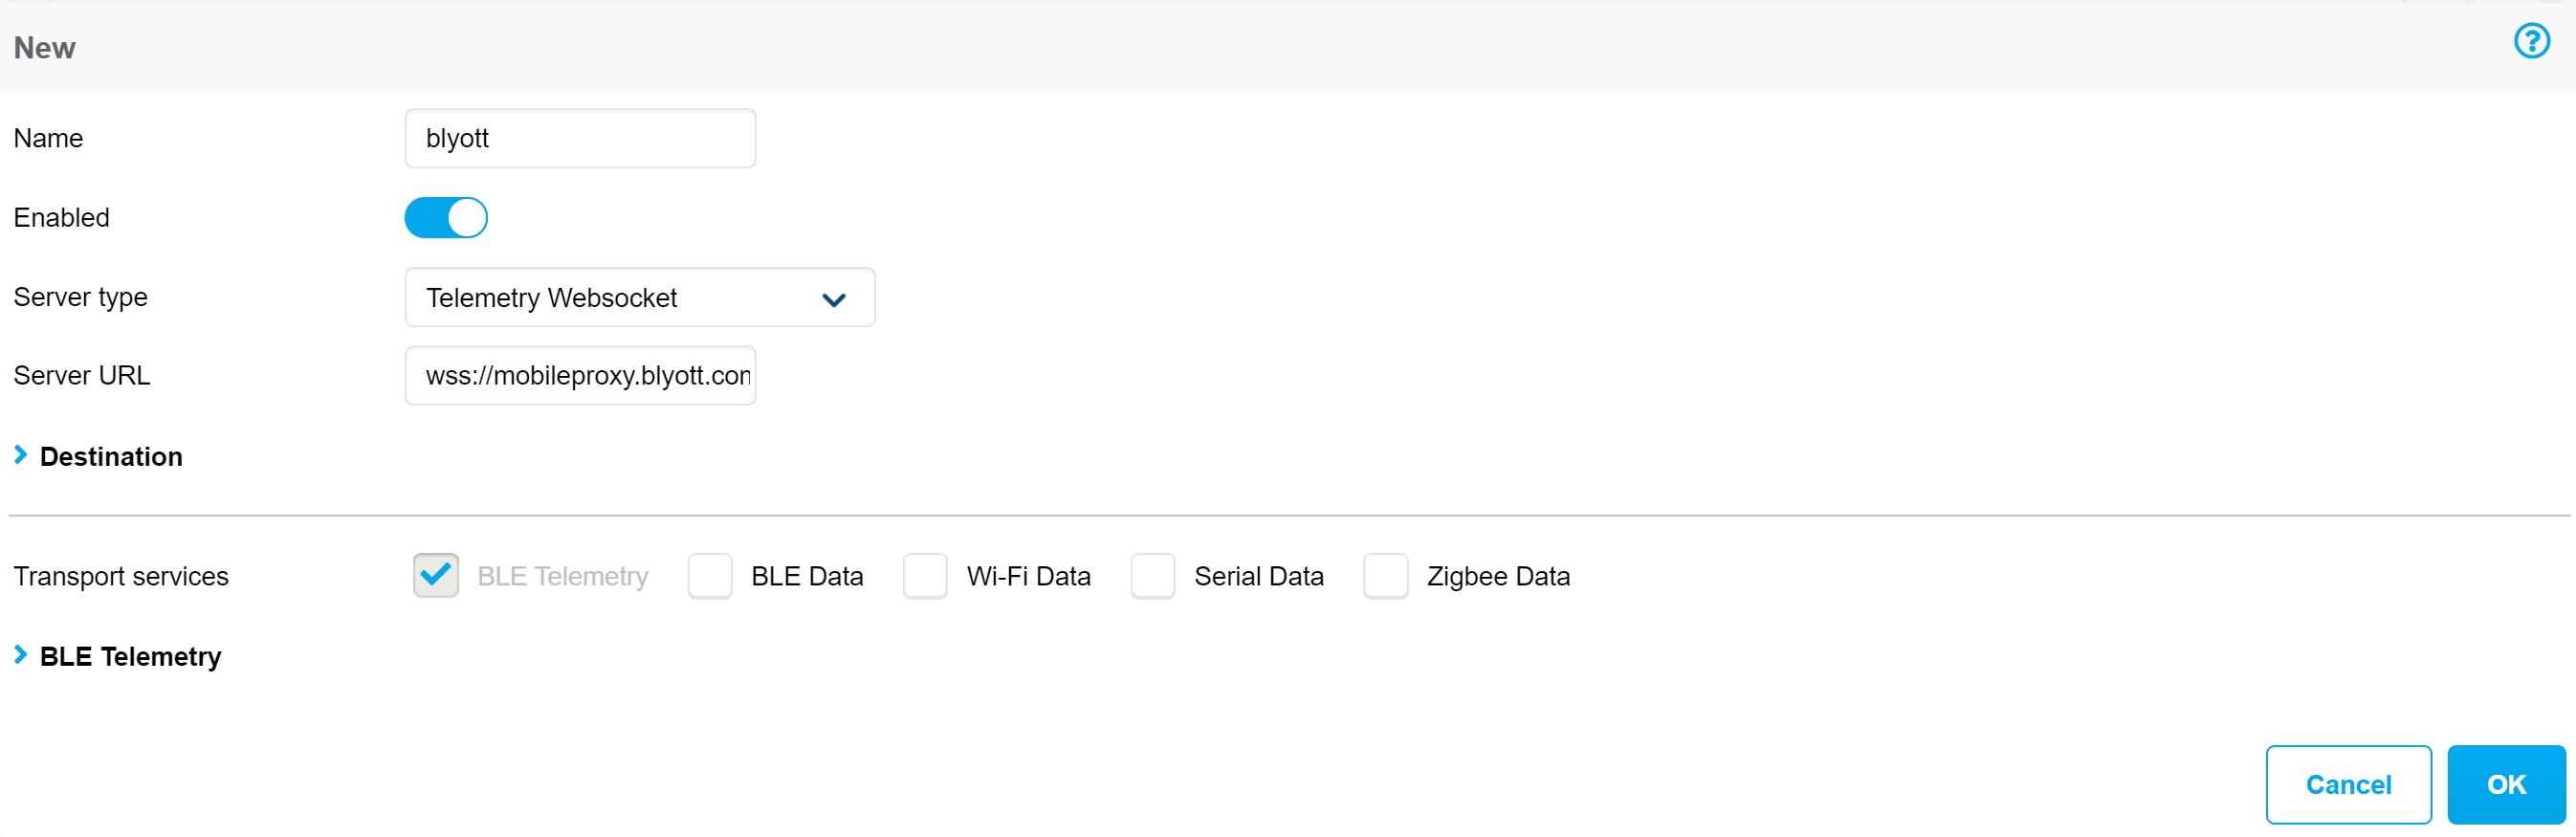 New
Name blyott
Enabled
Server type Telemetry Websocket
Server URL wss://mobileproxy.blyott.con
Destination
Transport services BLE Telemetry BLE Data Wi-Fi Data Serial Data Zigbee Data
BLE Telemetry
Cancel OK